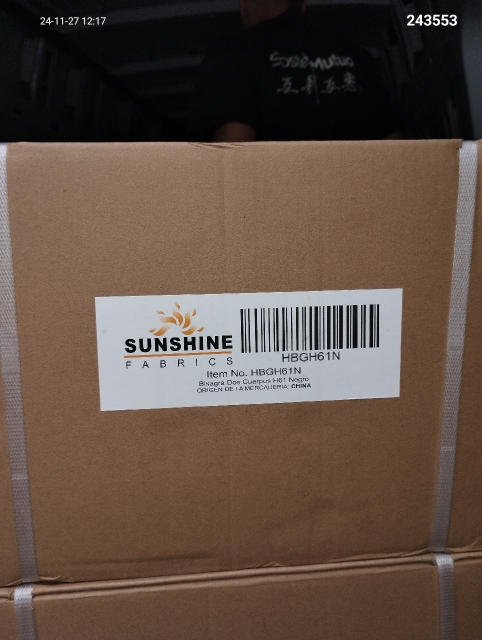 24-11-27 12:17
243553
SUNSHINE
FABRICS
HBGH61N
Item No. HBGH61N
Bisagra Dos Cuerpos H61 Negro
ORIGEN DE LA MERCADERIA: CHINA